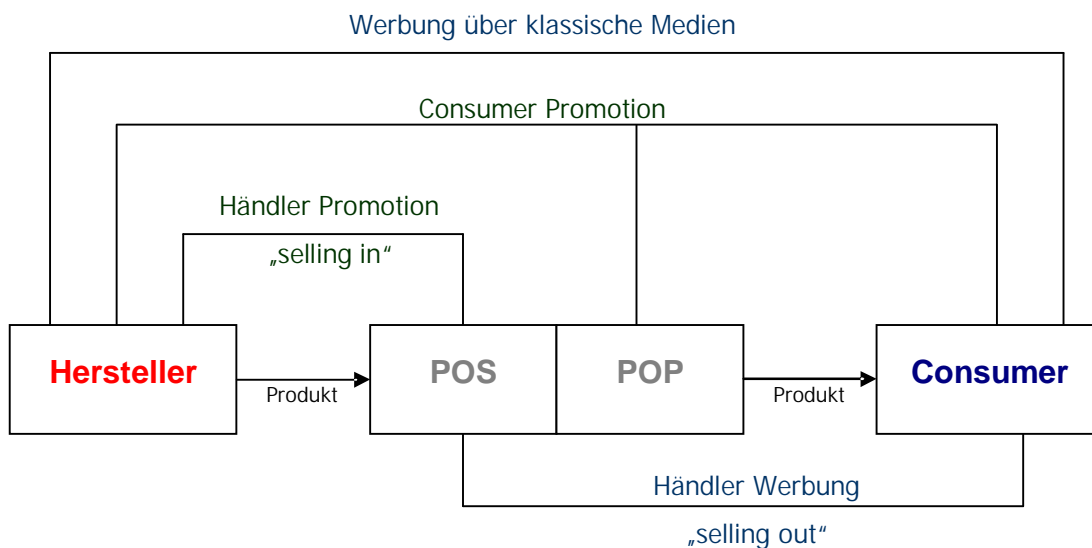 Werbung über klassische Medien
Consumer Promotion
Händler Promotion
„selling in“
Hersteller
Produkt
POS
POP
Produkt
Consumer
Händler Werbung
„selling out“